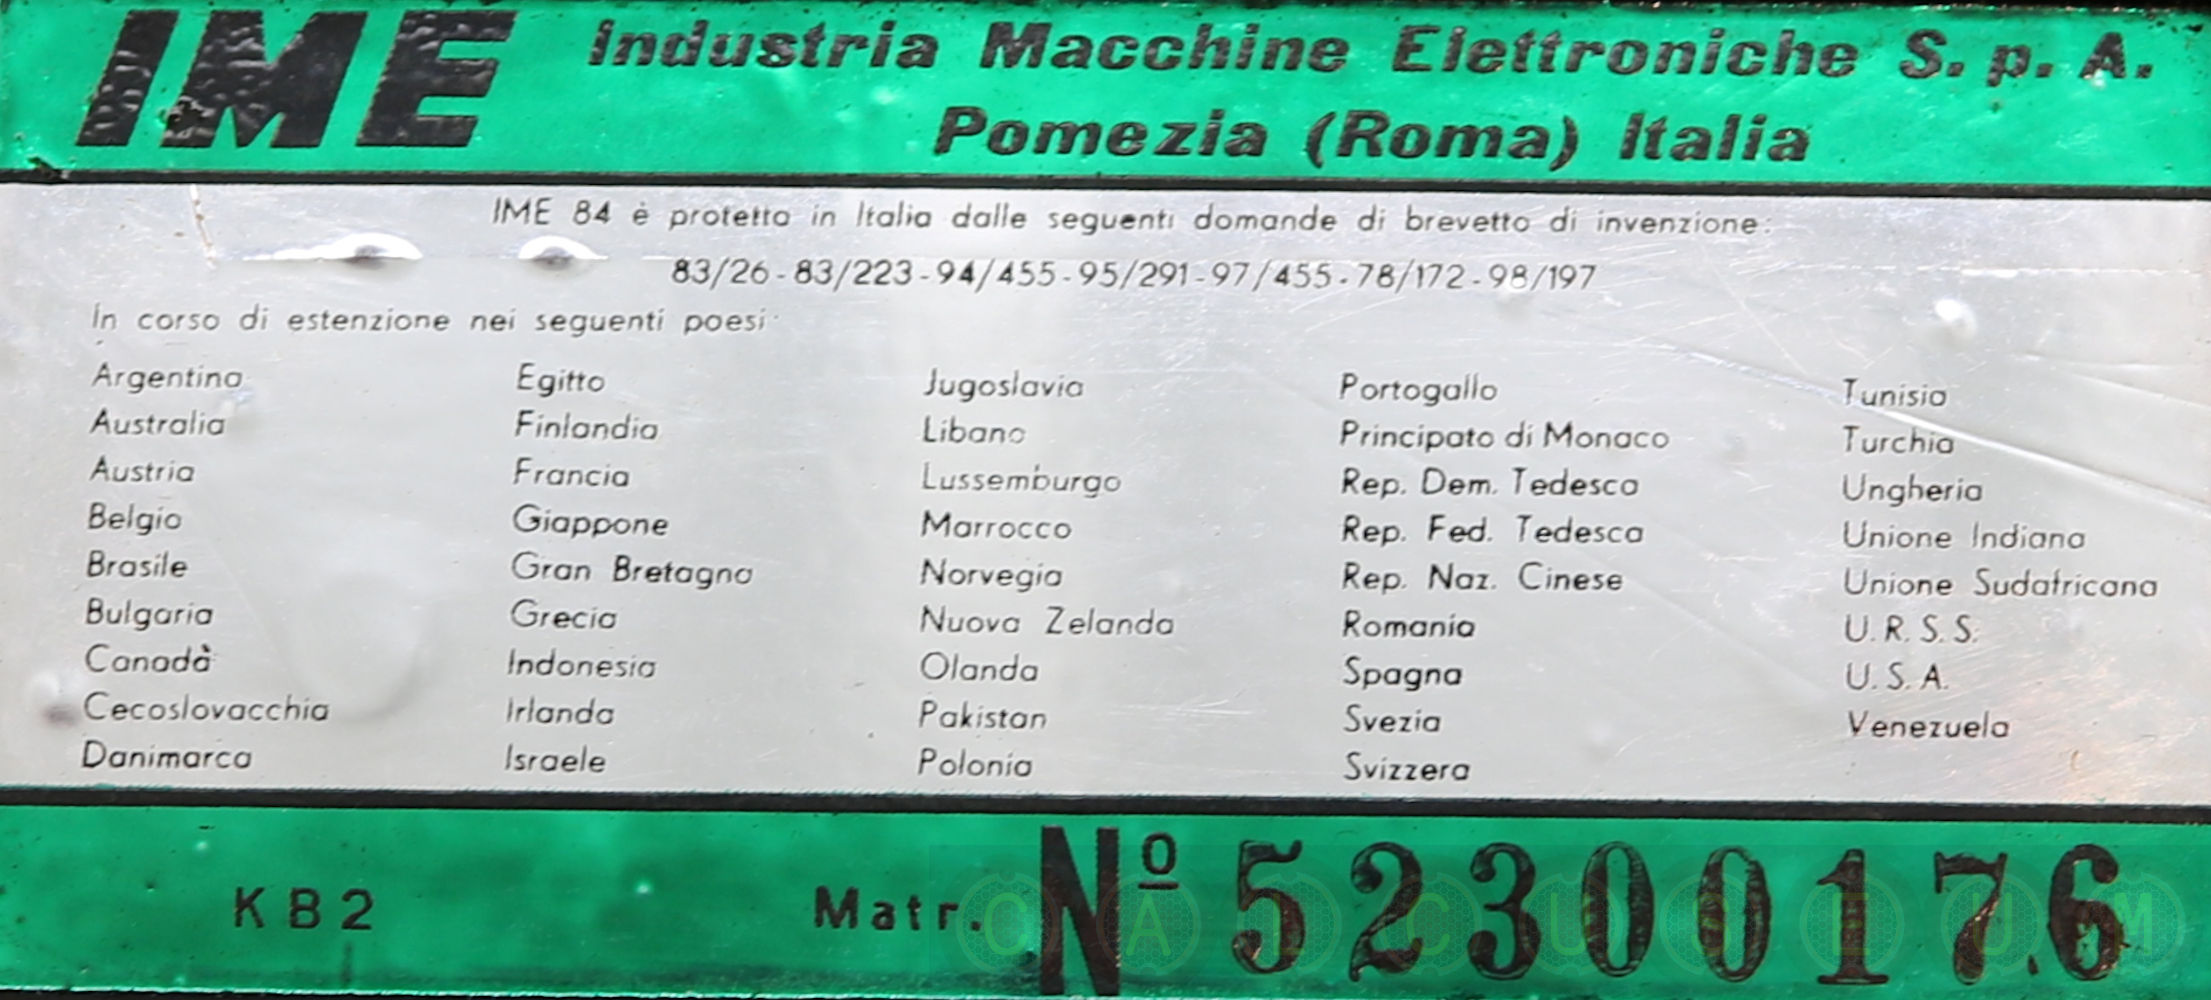 IME Industria Macchine Elettroniche S. p. A.
Pomezia (Roma) Italia
IME 84 è protetto in Italia dalle seguenti domande di brevetto di invenzione:
83/26 - 83/223 - 94/455 - 95/291 - 97/455 - 78/172 - 98/197
In corso di estenzione nei seguenti paesi:
Argentina
Australia
Austria
Belgio
Brasile
Bulgaria
Canadà
Cecoslovacchia
Danimarca
Egitto
Finlandia
Francia
Giappone
Gran Bretagna
Grecia
Indonesia
Irlanda
Israele
Jugoslavia
Libano
Lussemburgo
Marrocco
Norvegia
Nuova Zelanda
Olanda
Pakistan
Polonia
Portogallo
Principato di Monaco
Rep. Dem. Tedesca
Rep. Fed. Tedesca
Rep. Naz. Cinese
Romania
Spagna
Svezia
Svizzera
Tunisia
Turchia
Ungheria
Unione Indiana
Unione Sudafricana
U. R. S. S.
U. S. A.
Venezuela
KB2 Matr. Nº 52300176
CALCUSEUM